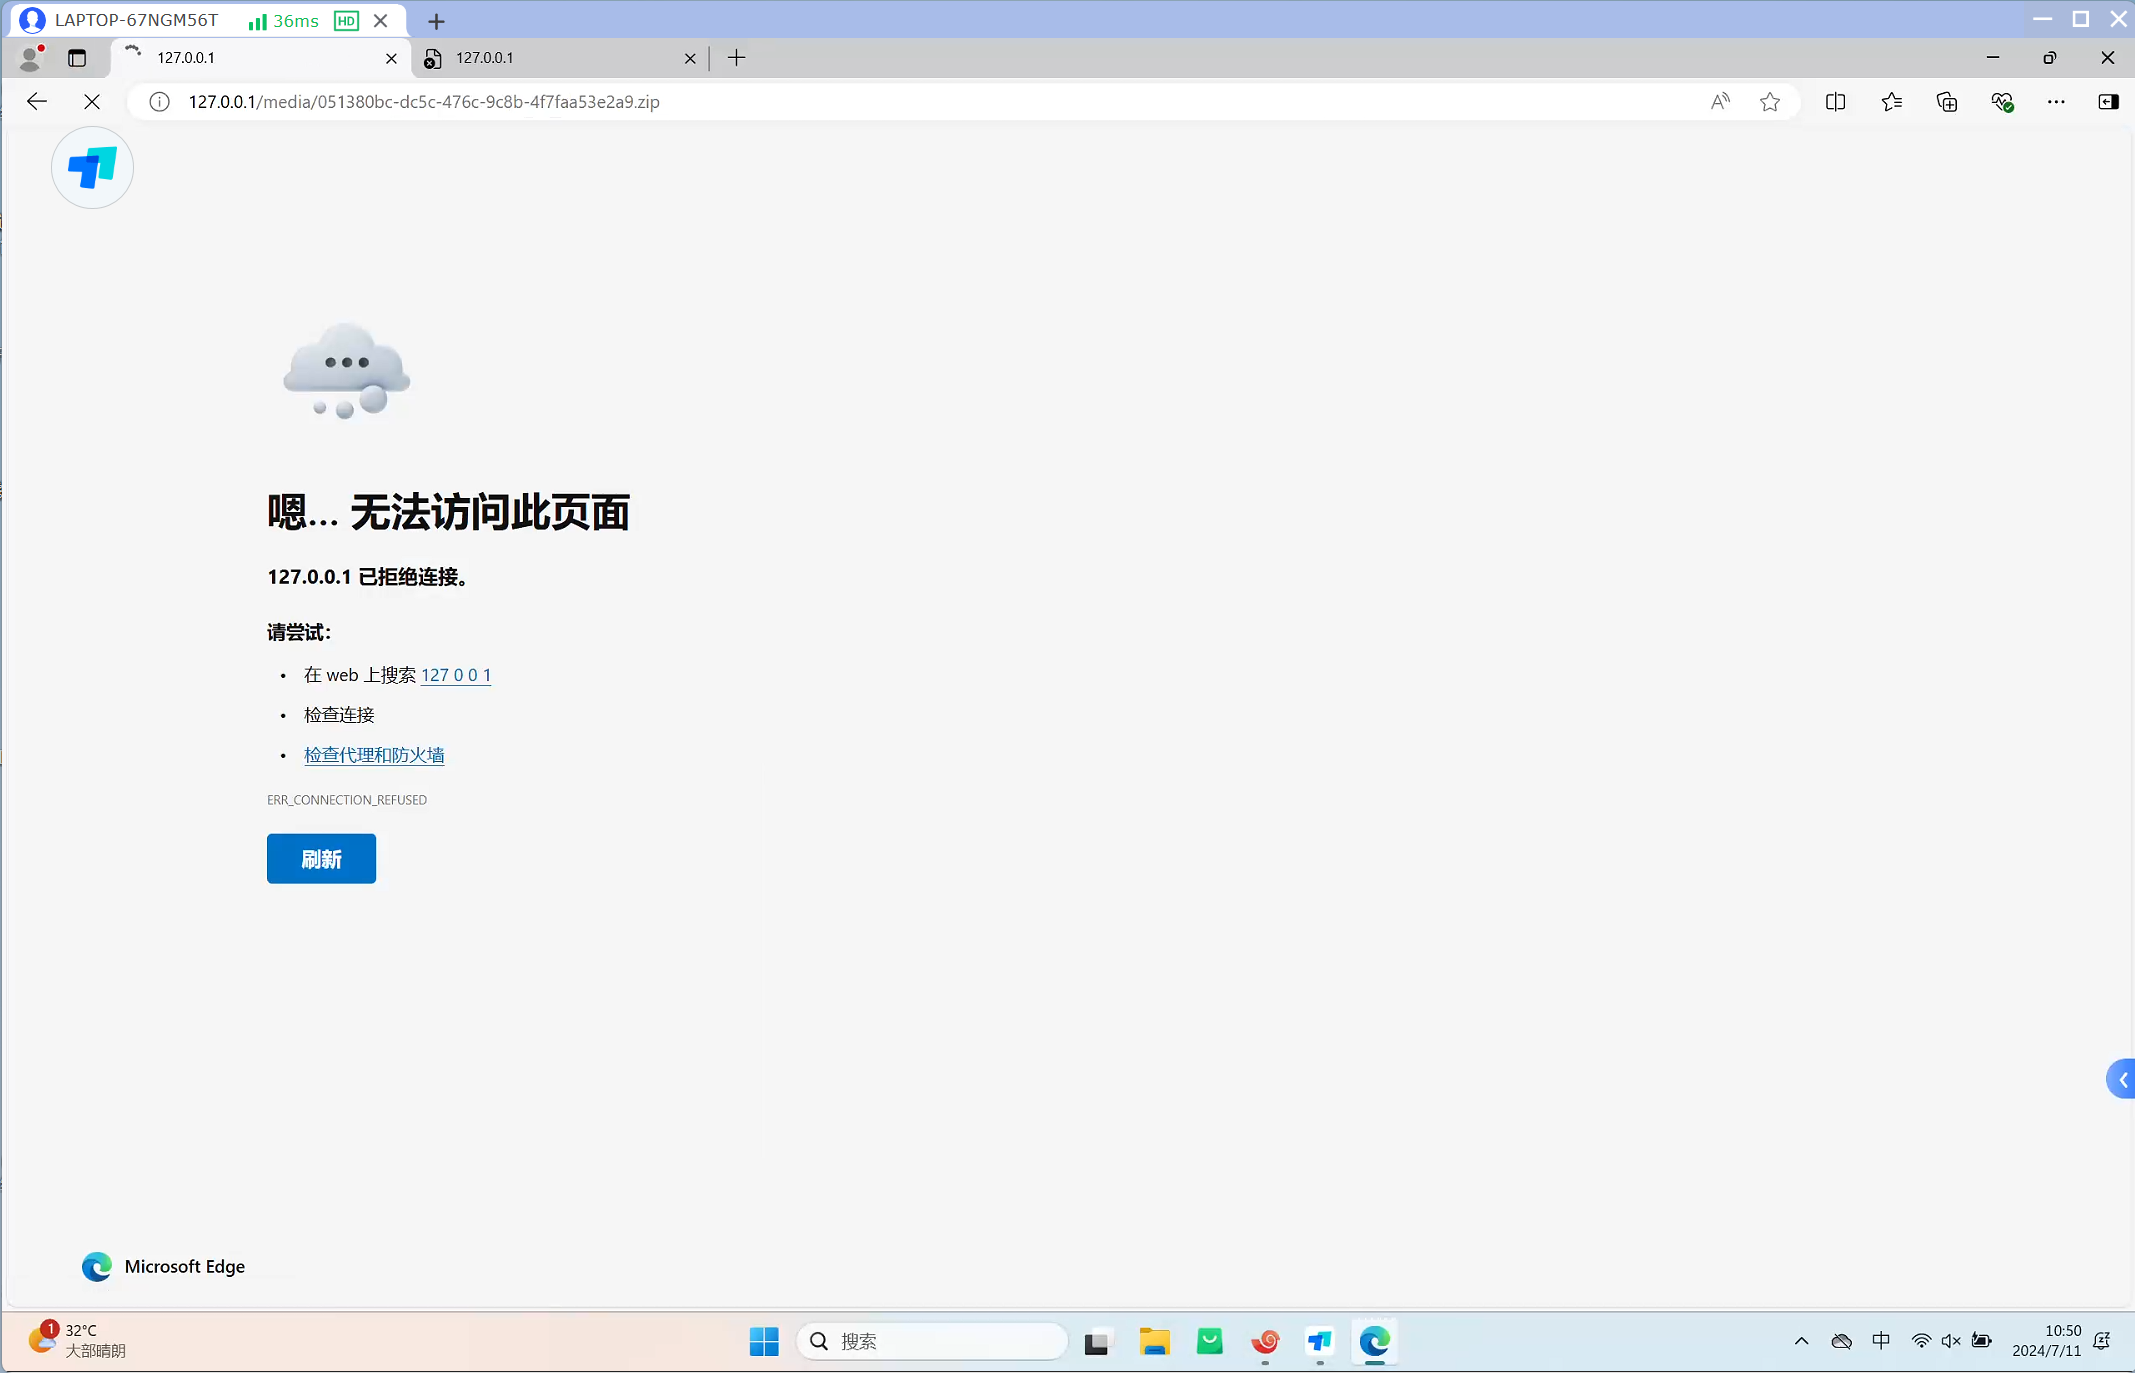 LAPTOP-67NGM56T 36ms HD
127.0.0.1 127.0.0.1
127.0.0.1/media/051380bc-dc5c-476c-9c8b-4f7faa53e2a9.zip
嗯… 无法访问此页面
127.0.0.1 已拒绝连接。
请尝试:
• 在 web 上搜索 127 0 0 1
• 检查连接
• 检查代理和防火墙
ERR_CONNECTION_REFUSED
刷新
Microsoft Edge
1 32°C
大部晴朗
搜索
中
10:50
2024/7/11